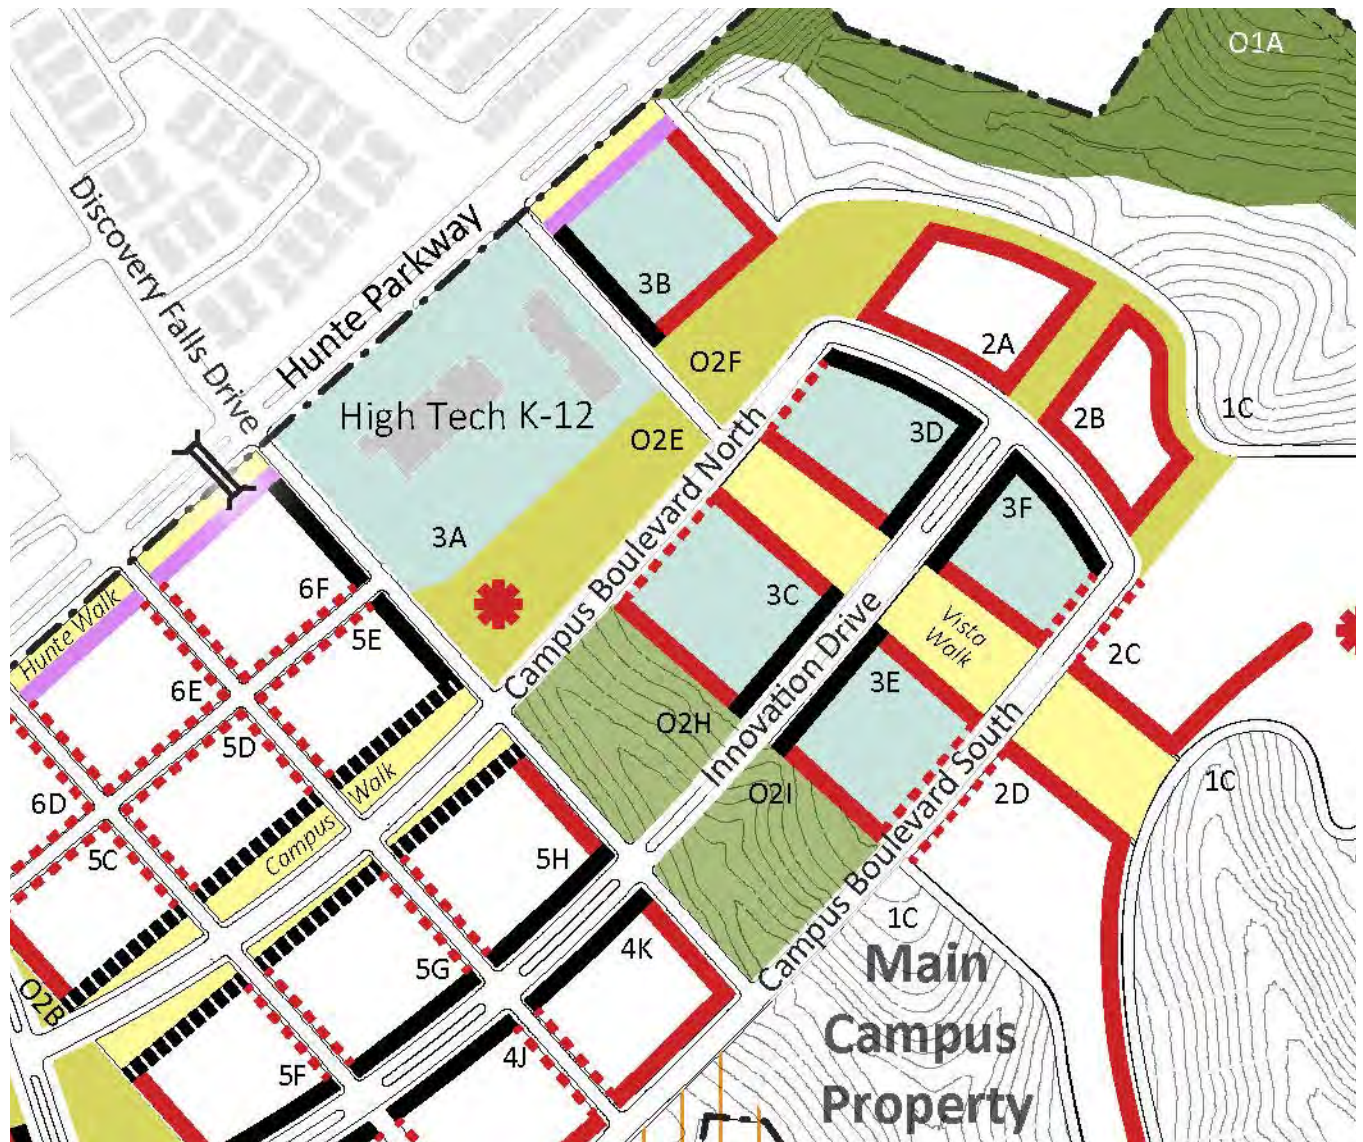 O1A
Discovery Falls Drive
Hunte Parkway
3B
O2F
2A
2B
1C
High Tech K-12
O2E
3D
Campus Boulevard North
3A
3F
6F
5E
3C
Vista
Walk
2C
Hunte Walk
6E
3E
Innovation Drive
5D
O2H
Campus Boulevard South
1C
6D
Walk
O2I
2D
Campus
5C
5H
1C
4K
5G
Main
Campus
Property
O2B
4J
5F